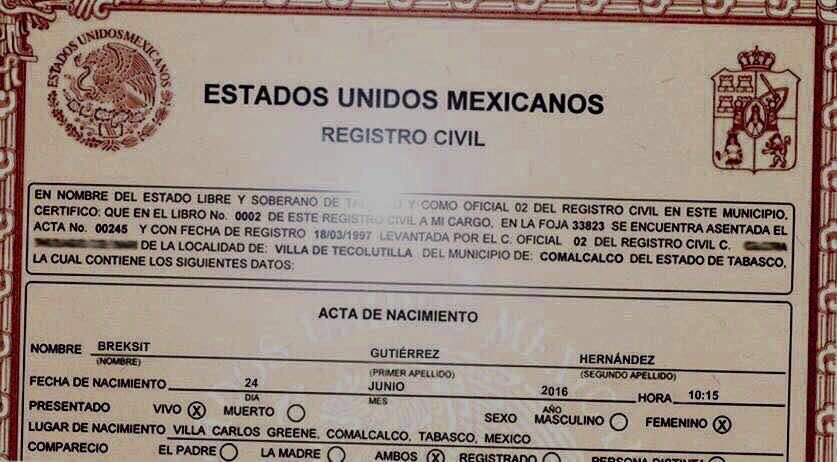 ESTADOS UNIDOS MEXICANOS
ESTADOS UNIDOS MEXICANOS
REGISTRO CIVIL
EN NOMBRE DEL ESTADO LIBRE Y SOBERANO DE Y COMO OFICIAL 02 DEL REGISTRO CIVIL EN ESTE MUNICIPIO,
CERTIFICO: QUE EN EL LIBRO No. 0002 DE ESTE REGISTRO CIVIL A MI CARGO, EN LA FOJA 33823 SE ENCUENTRA ASENTADA EL
ACTA No. 00245 Y CON FECHA DE REGISTRO 18/03/1997 LEVANTADA POR EL C. OFICIAL 02 DEL REGISTRO CIVIL C.
DE LA LOCALIDAD DE: VILLA DE TECOLUTILLA DEL MUNICIPIO DE: COMALCALCO DEL ESTADO DE TABASCO,
LA CUAL CONTIENE LOS SIGUIENTES DATOS:
ACTA DE NACIMIENTO
NOMBRE BREKSIT GUTIÉRREZ HERNÁNDEZ
(NOMBRE) (PRIMER APELLIDO) (SEGUNDO APELLIDO)
FECHA DE NACIMIENTO 24 JUNIO 2016 HORA 10:15
DIA MES AÑO
PRESENTADO VIVO X MUERTO SEXO MASCULINO FEMENINO X
LUGAR DE NACIMIENTO VILLA CARLOS GREENE, COMALCALCO, TABASCO, MEXICO
COMPARECIO EL PADRE LA MADRE AMBOS X REGISTRADO PERSONA DISTINTA